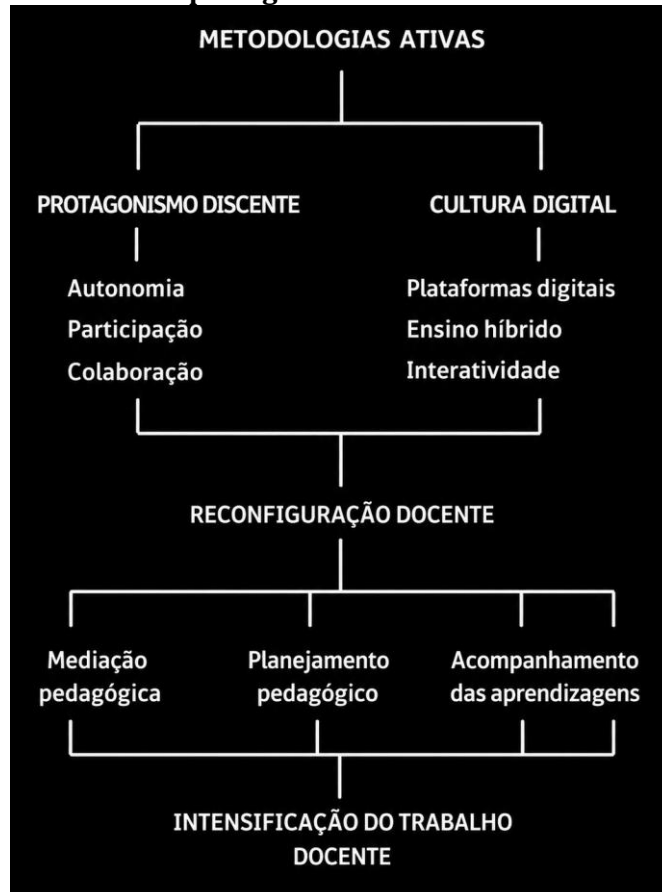 METODOLOGIAS ATIVAS
PROTAGONISMO DISCENTE
Autonomia
Participação
Colaboração
CULTURA DIGITAL
Plataformas digitais
Ensino híbrido
Interatividade
RECONFIGURAÇÃO DOCENTE
Mediação
pedagógica
Planejamento
pedagógico
Acompanhamento
das aprendizagens
INTENSIFICAÇÃO DO TRABALHO
DOCENTE